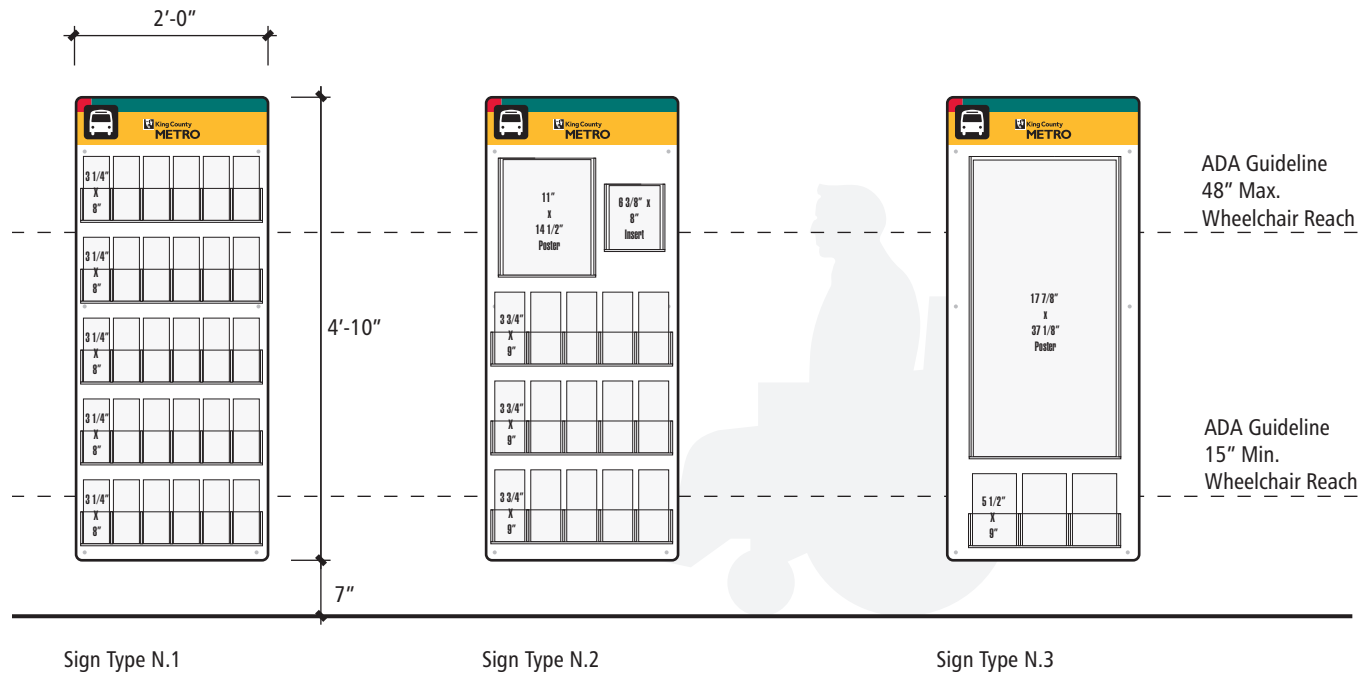 2'-0"
King County
METRO
3 1/4"
X
8"
3 1/4"
X
8"
3 1/4"
X
8"
3 1/4"
X
8"
3 1/4"
X
8"
4'-10"
7"
King County
METRO
11"
x
14 1/2"
Poster
6 3/8" x
8"
Insert
3 3/4"
X
9"
3 3/4"
X
9"
3 3/4"
X
9"
King County
METRO
17 7/8"
x
37 1/8"
Poster
5 1/2"
X
9"
ADA Guideline
48" Max.
Wheelchair Reach
ADA Guideline
15" Min.
Wheelchair Reach
Sign Type N.1
Sign Type N.2
Sign Type N.3